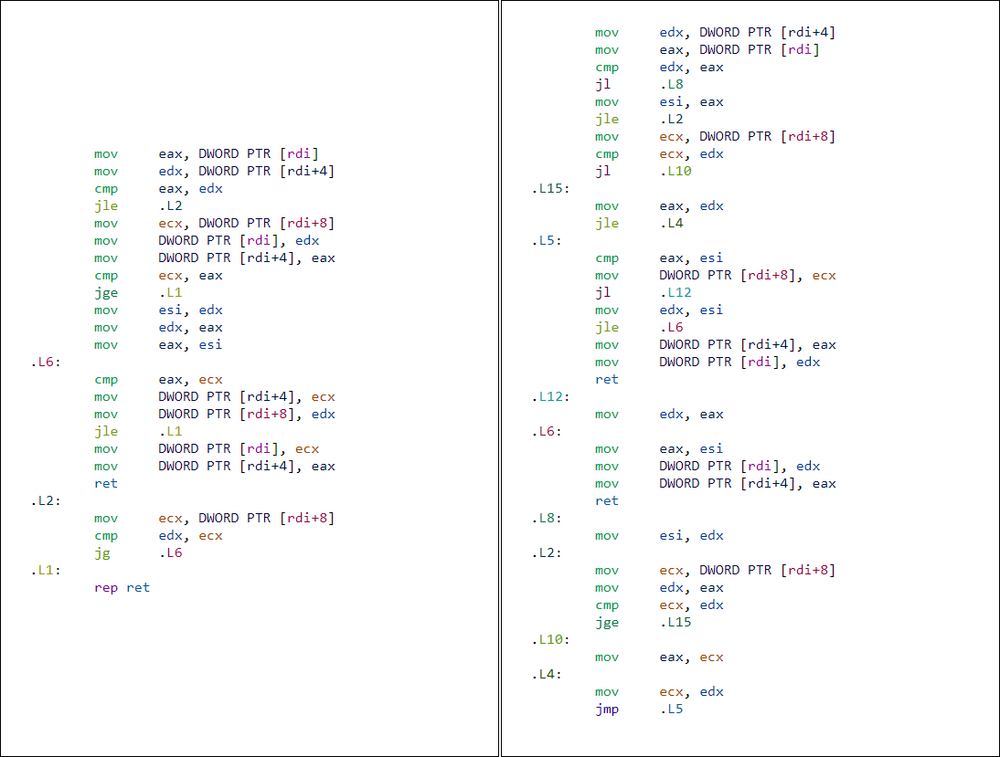 mov eax, DWORD PTR [rdi]
mov edx, DWORD PTR [rdi+4]
cmp eax, edx
jle .L2
mov ecx, DWORD PTR [rdi+8]
mov DWORD PTR [rdi], edx
mov DWORD PTR [rdi+4], eax
cmp ecx, eax
jge .L1
mov esi, edx
mov edx, eax
mov eax, esi
.L6:
cmp eax, ecx
mov DWORD PTR [rdi+4], ecx
mov DWORD PTR [rdi+8], edx
jle .L1
mov DWORD PTR [rdi], ecx
mov DWORD PTR [rdi+4], eax
ret
.L2:
mov ecx, DWORD PTR [rdi+8]
cmp edx, ecx
jg .L6
.L1:
rep ret
mov edx, DWORD PTR [rdi+4]
mov eax, DWORD PTR [rdi]
cmp edx, eax
jl .L8
mov esi, eax
jle .L2
mov ecx, DWORD PTR [rdi+8]
cmp ecx, edx
jl .L10
.L15:
mov eax, edx
jle .L4
.L5:
cmp eax, esi
mov DWORD PTR [rdi+8], ecx
jl .L12
mov edx, esi
jle .L6
mov DWORD PTR [rdi+4], eax
mov DWORD PTR [rdi], edx
ret
.L12:
mov edx, eax
.L6:
mov eax, esi
mov DWORD PTR [rdi], edx
mov DWORD PTR [rdi+4], eax
ret
.L8:
mov esi, edx
.L2:
mov ecx, DWORD PTR [rdi+8]
mov edx, eax
cmp ecx, edx
jge .L15
.L10:
mov eax, ecx
.L4:
mov ecx, edx
jmp .L5